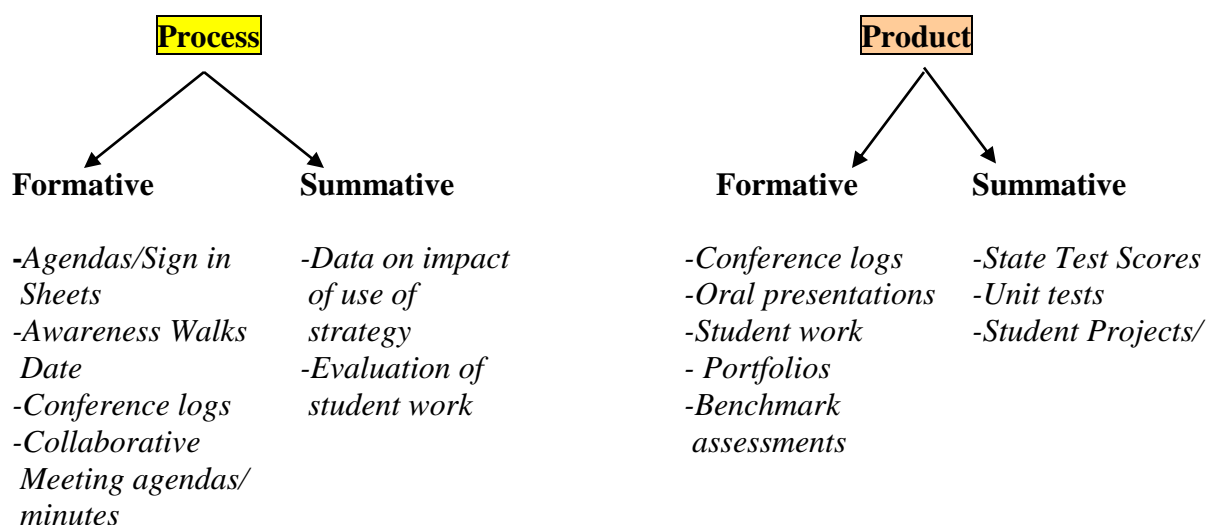 Process
Formative
-Agendas/Sign in
Sheets
-Awareness Walks
Date
-Conference logs
-Collaborative
Meeting agendas/
minutes
Summative
-Data on impact
of use of
strategy
-Evaluation of
student work
Product
Formative
-Conference logs
-Oral presentations
-Student work
- Portfolios
-Benchmark
assessments
Summative
-State Test Scores
-Unit tests
-Student Projects/